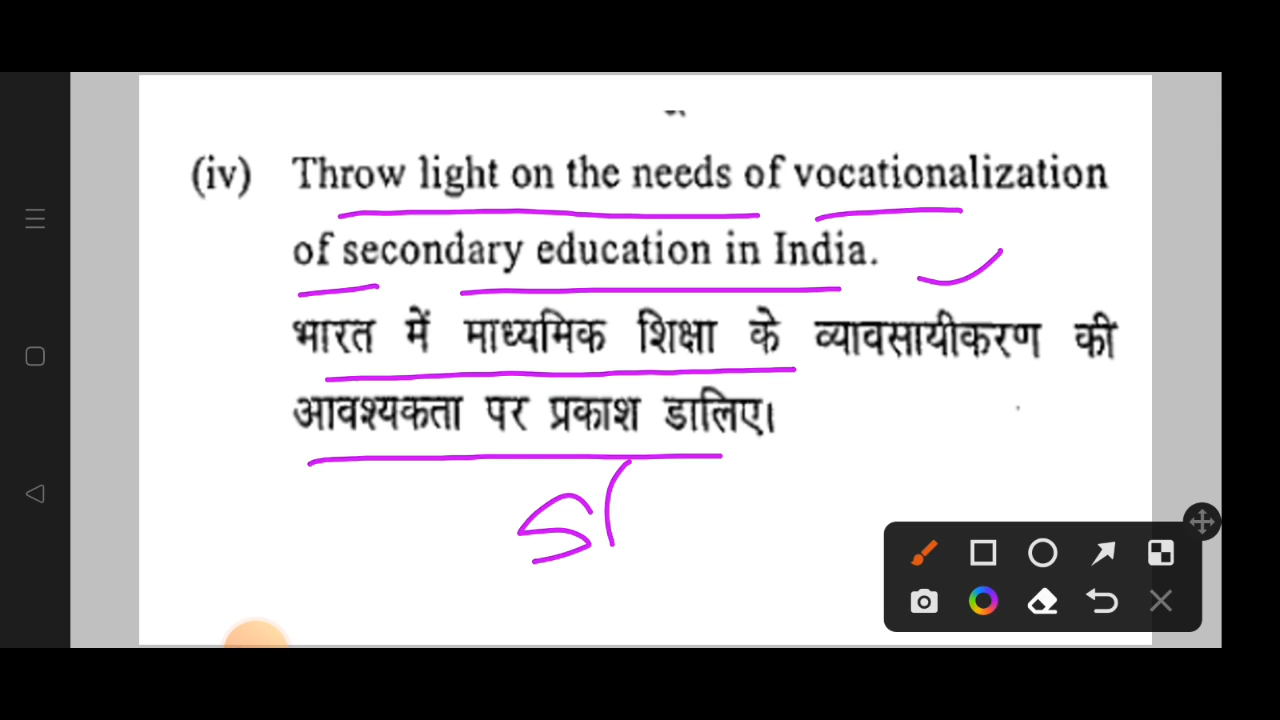 (iv) Throw light on the needs of vocationalization
of secondary education in India.
भारत में माध्यमिक शिक्षा के व्यावसायीकरण की
आवश्यकता पर प्रकाश डालिए।